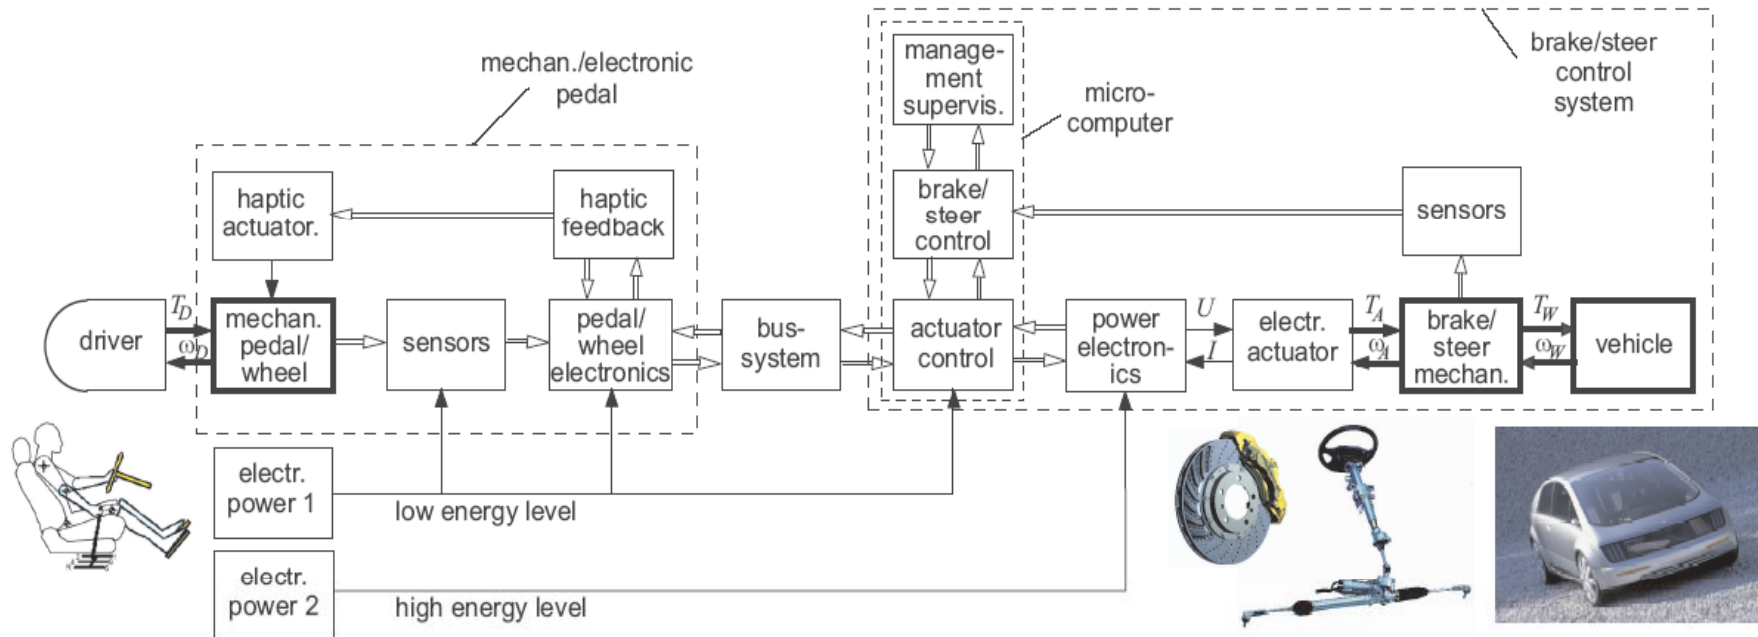 manage-
ment
supervis.
brake/steer
control
system
mechan./electronic
pedal
micro-
computer
haptic
actuator.
haptic
feedback
brake/
steer
control
sensors
driver
T_D
ω_D
mechan.
pedal/
wheel
sensors
pedal/
wheel
electronics
bus-
system
actuator
control
power
electron-
ics
U
I
electr.
actuator
T_A
ω_A
brake/
steer
mechan.
T_W
ω_W
vehicle
electr.
power 1
low energy level
electr.
power 2
high energy level